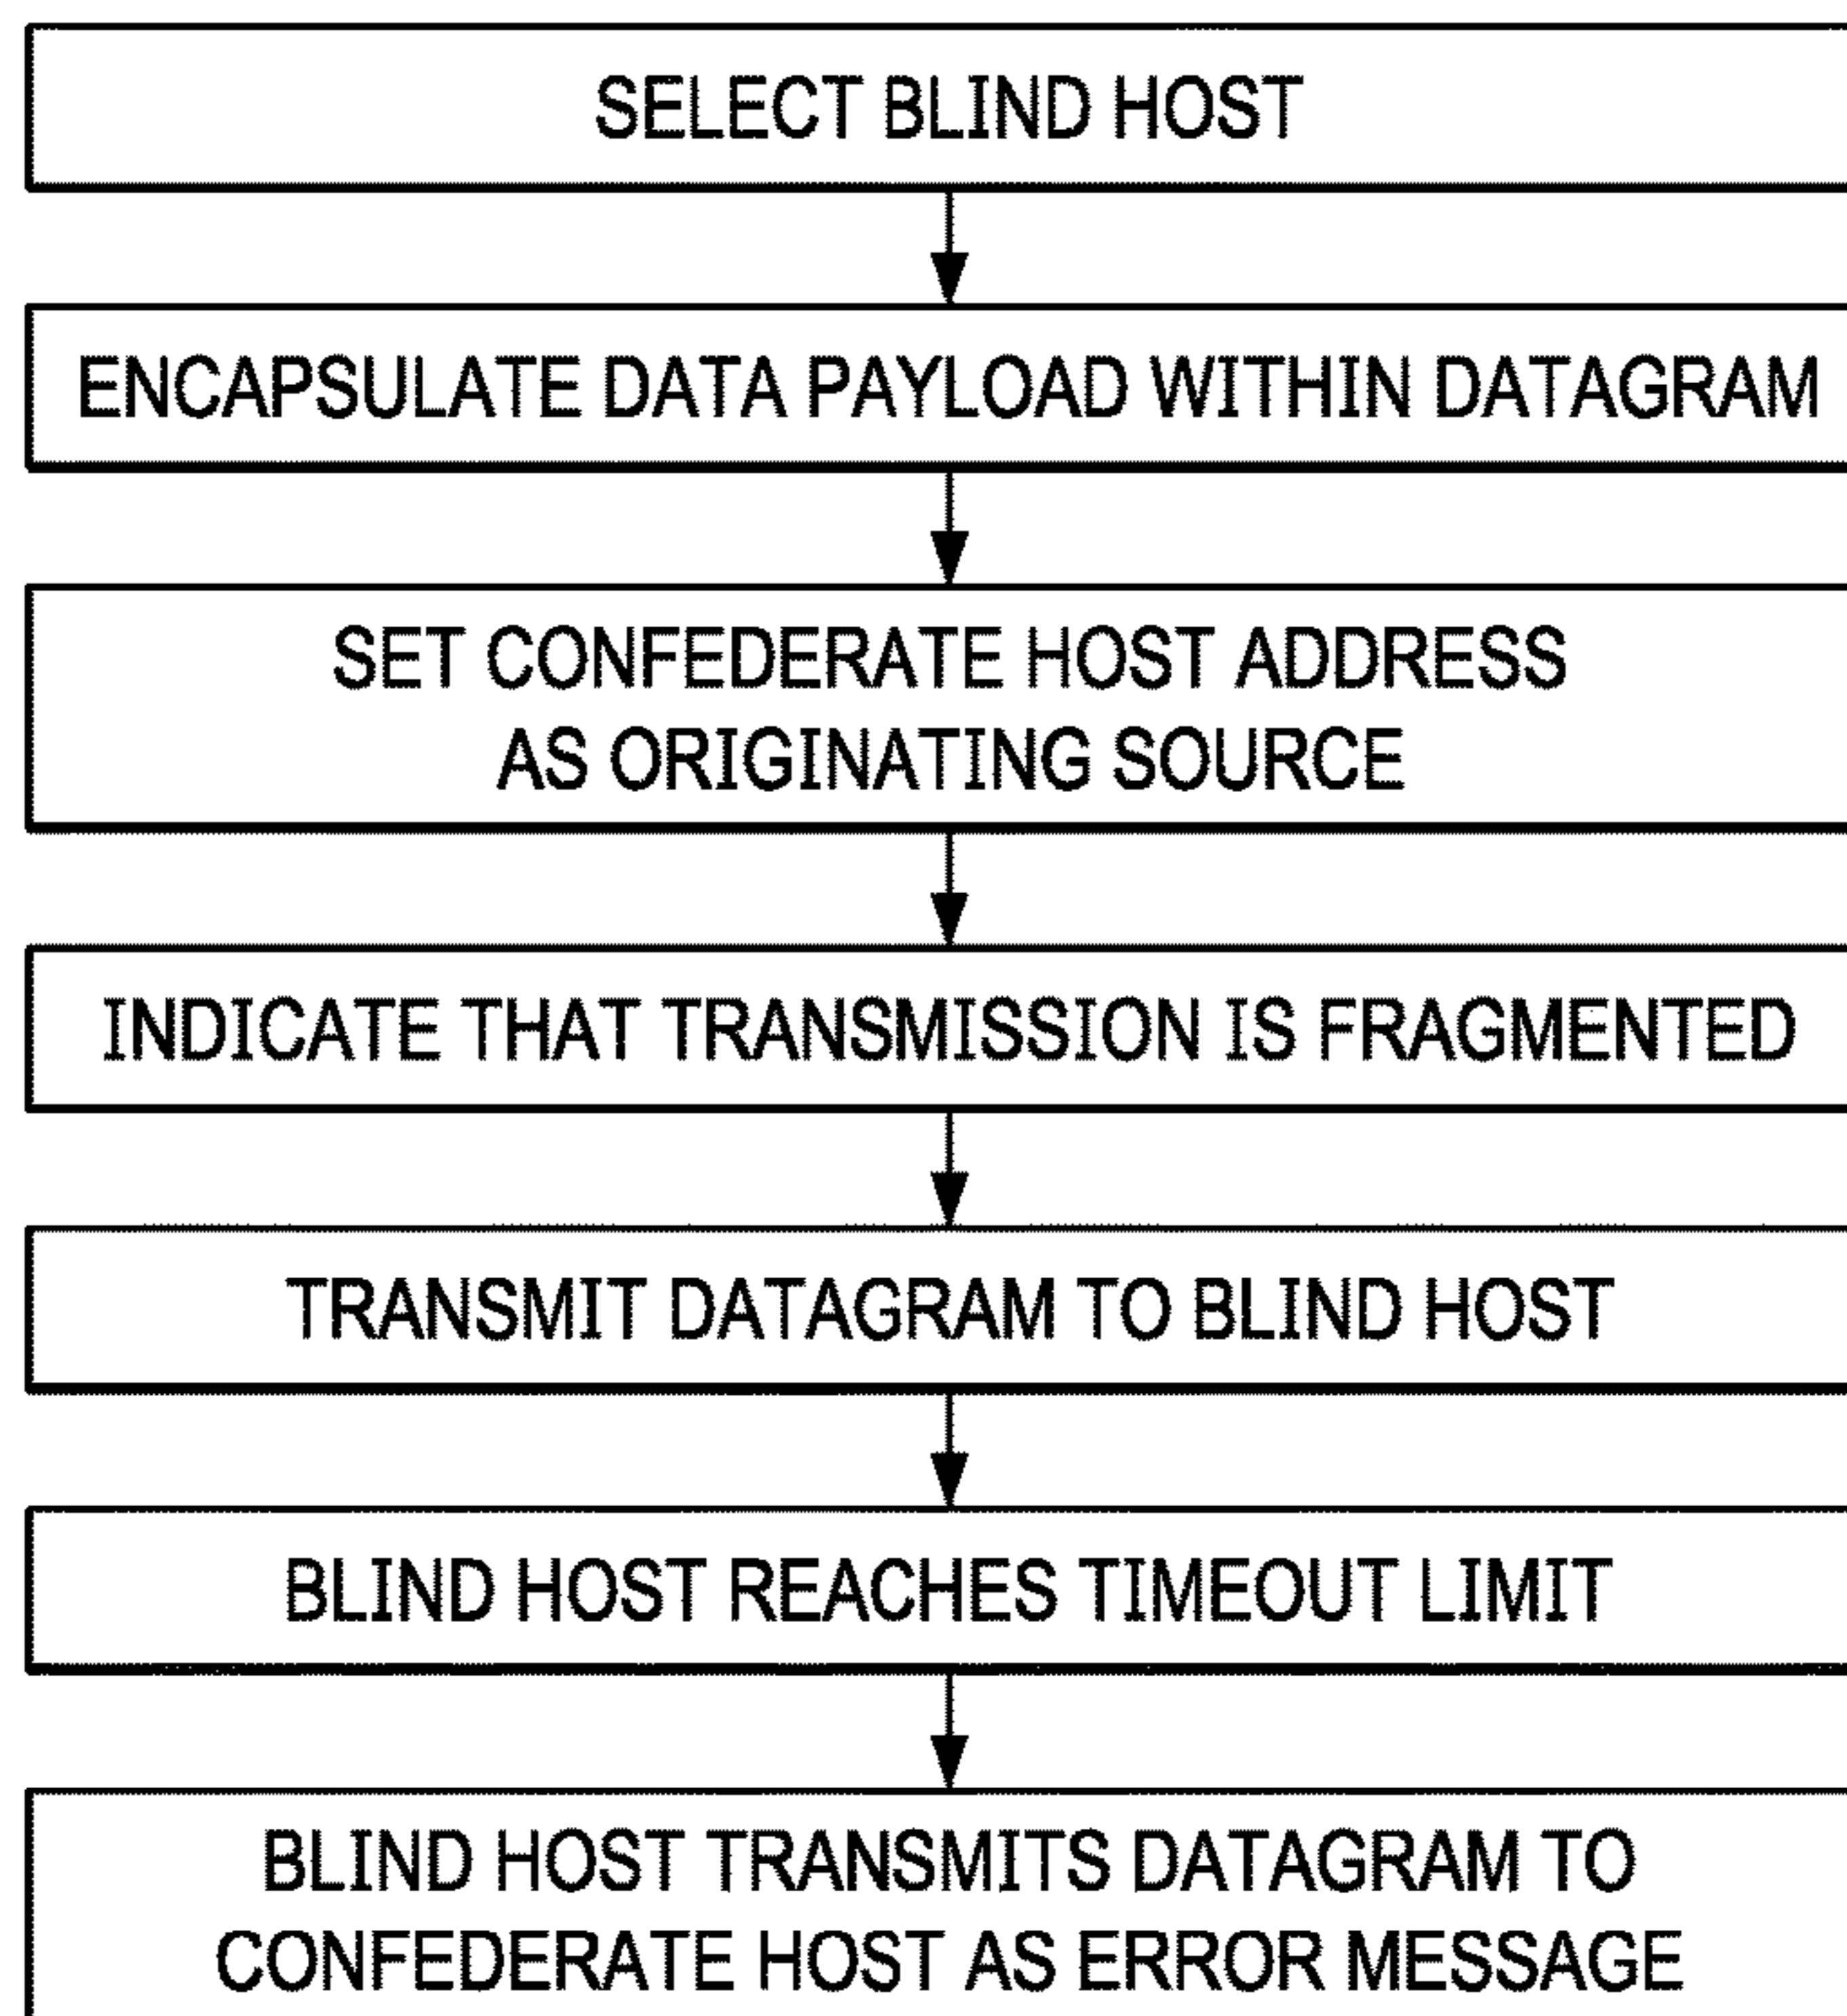 SELECT BLIND HOST
ENCAPSULATE DATA PAYLOAD WITHIN DATAGRAM
SET CONFEDERATE HOST ADDRESS
AS ORIGINATING SOURCE
INDICATE THAT TRANSMISSION IS FRAGMENTED
TRANSMIT DATAGRAM TO BLIND HOST
BLIND HOST REACHES TIMEOUT LIMIT
BLIND HOST TRANSMITS DATAGRAM TO
CONFEDERATE HOST AS ERROR MESSAGE